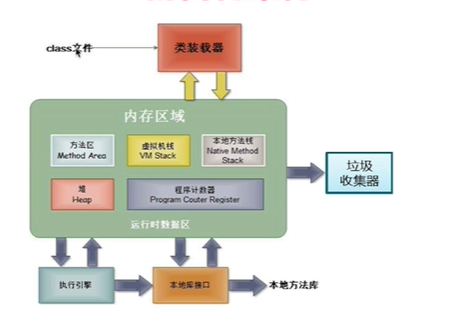 class文件
类装载器
内存区域
方法区
Method Area
虚拟机栈
VM Stack
本地方法栈
Native Method
Stack
堆
Heap
程序计数器
Program Couter Register
运行时数据区
垃圾
收集器
执行引擎
本地库接口
本地方法库